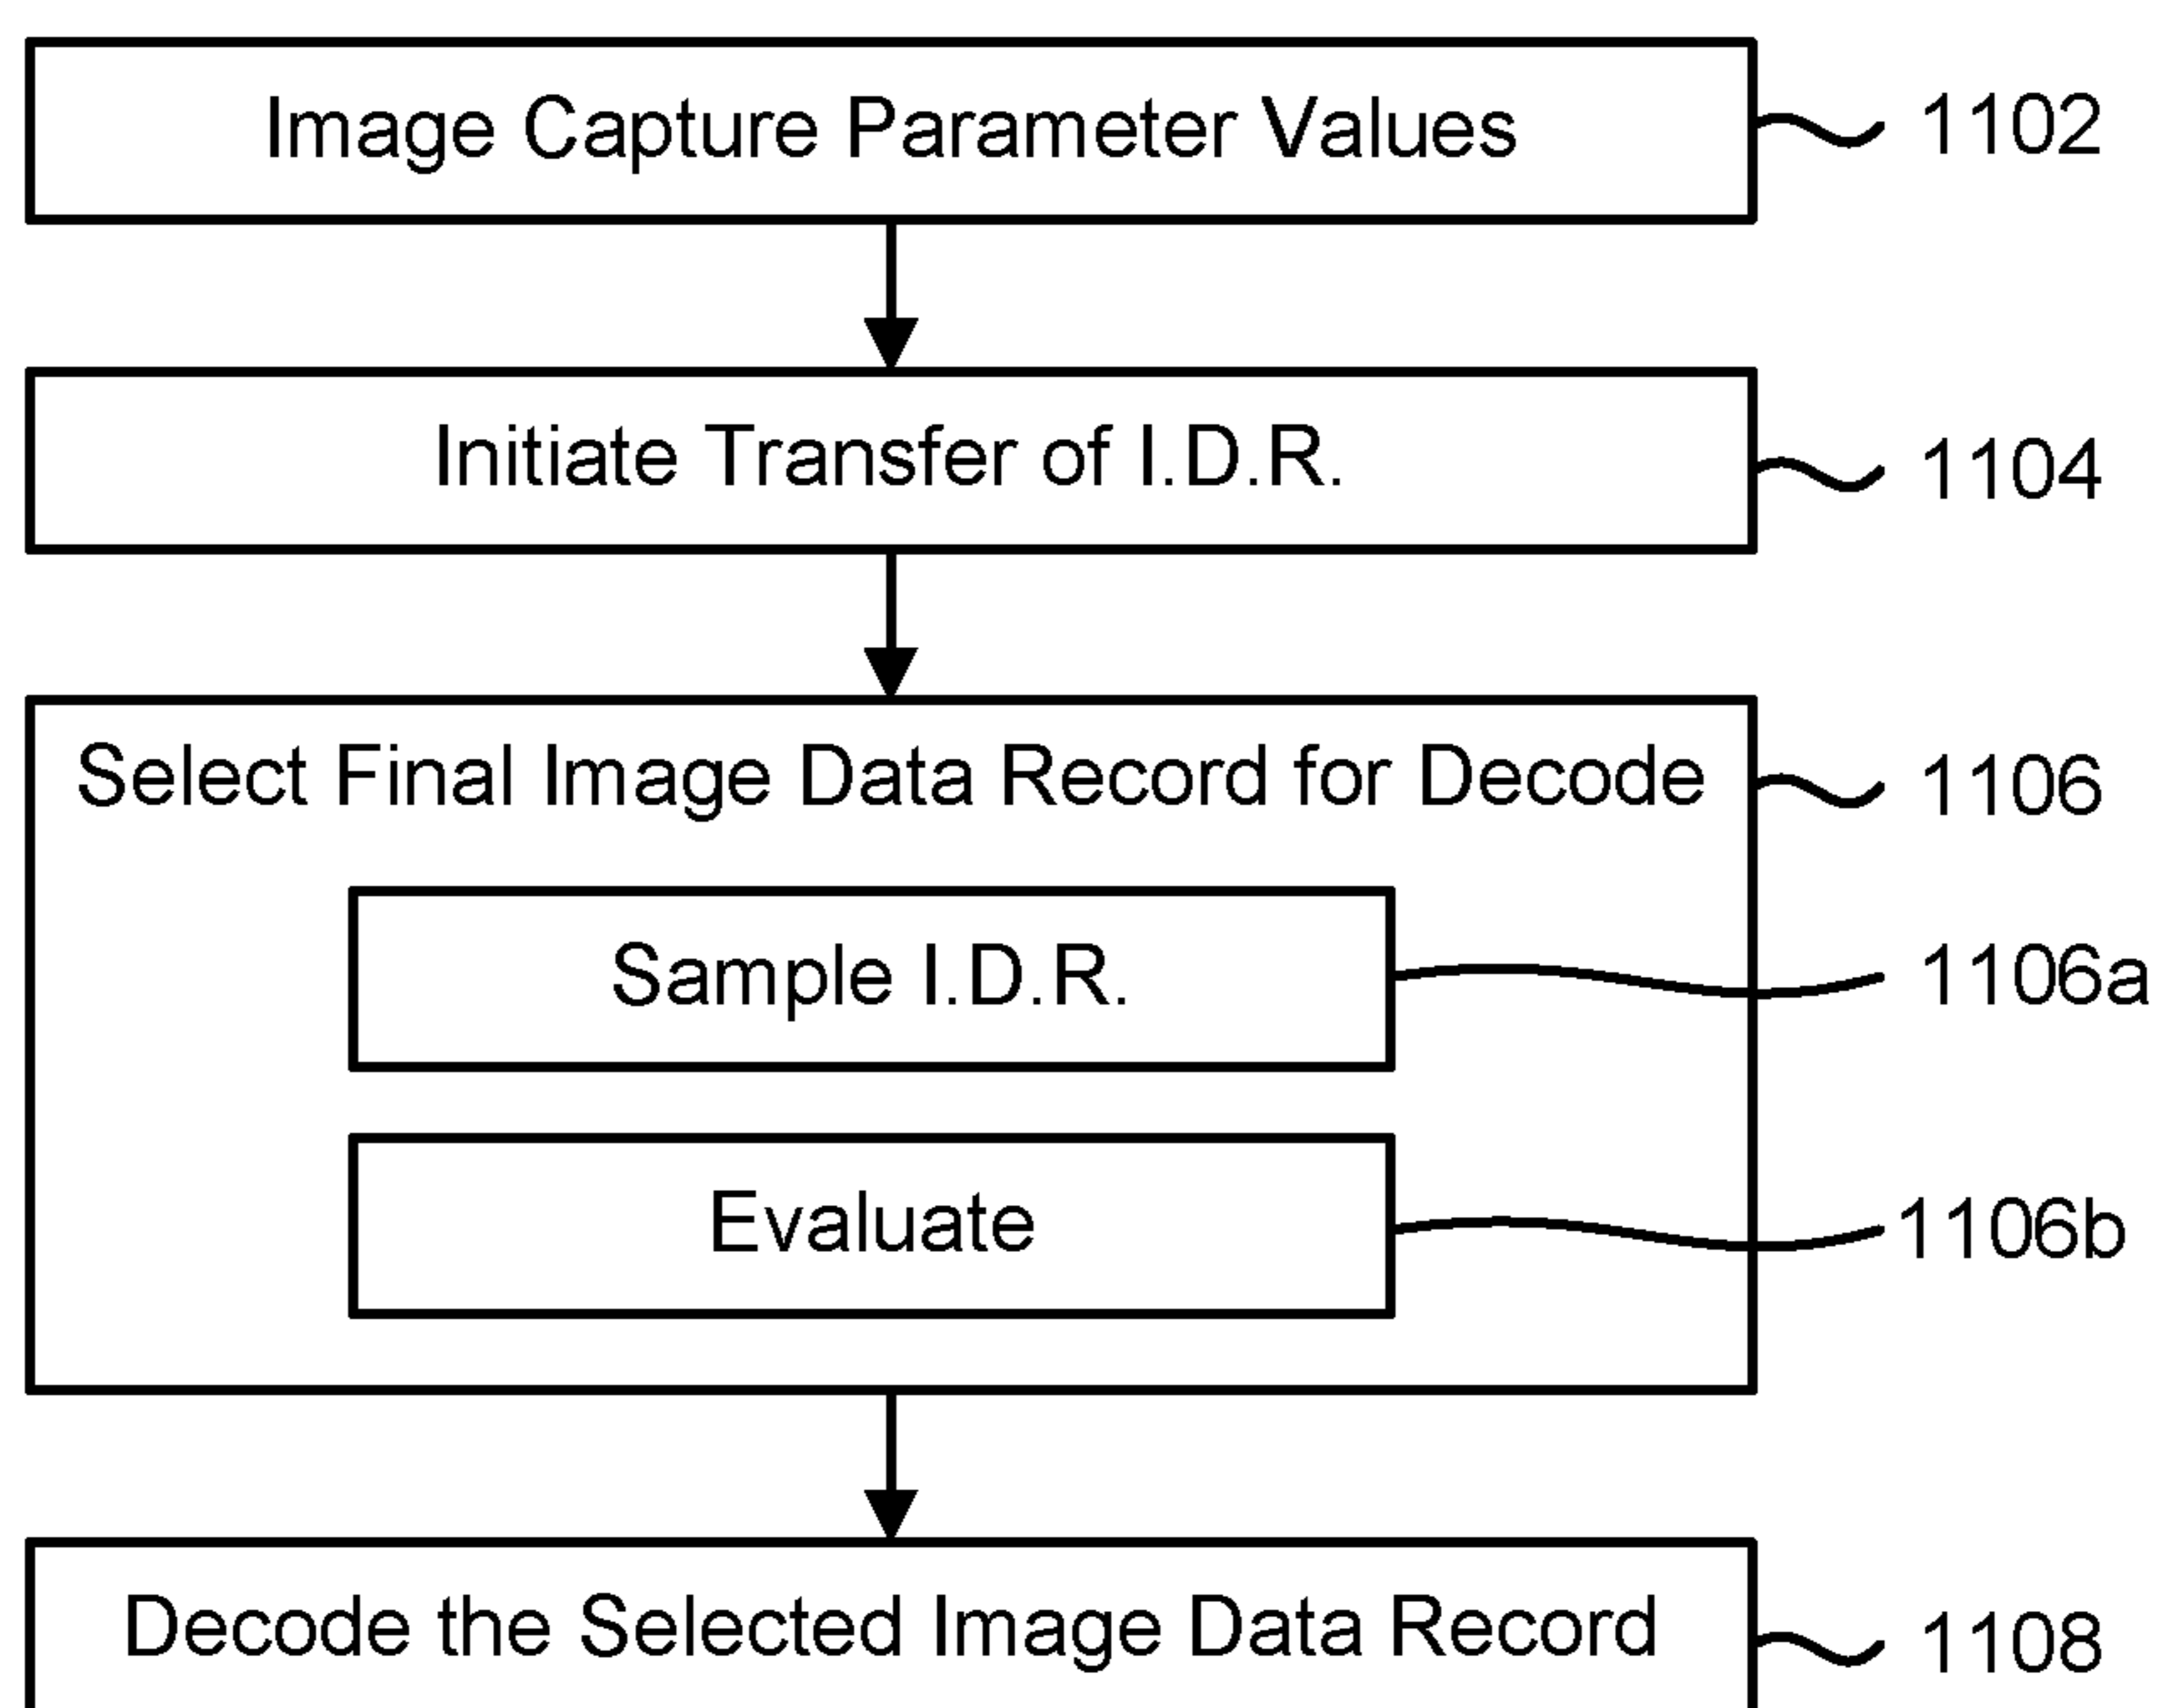 Image Capture Parameter Values 1102
Initiate Transfer of I.D.R. 1104
Select Final Image Data Record for Decode 1106
Sample I.D.R. 1106a
Evaluate 1106b
Decode the Selected Image Data Record 1108